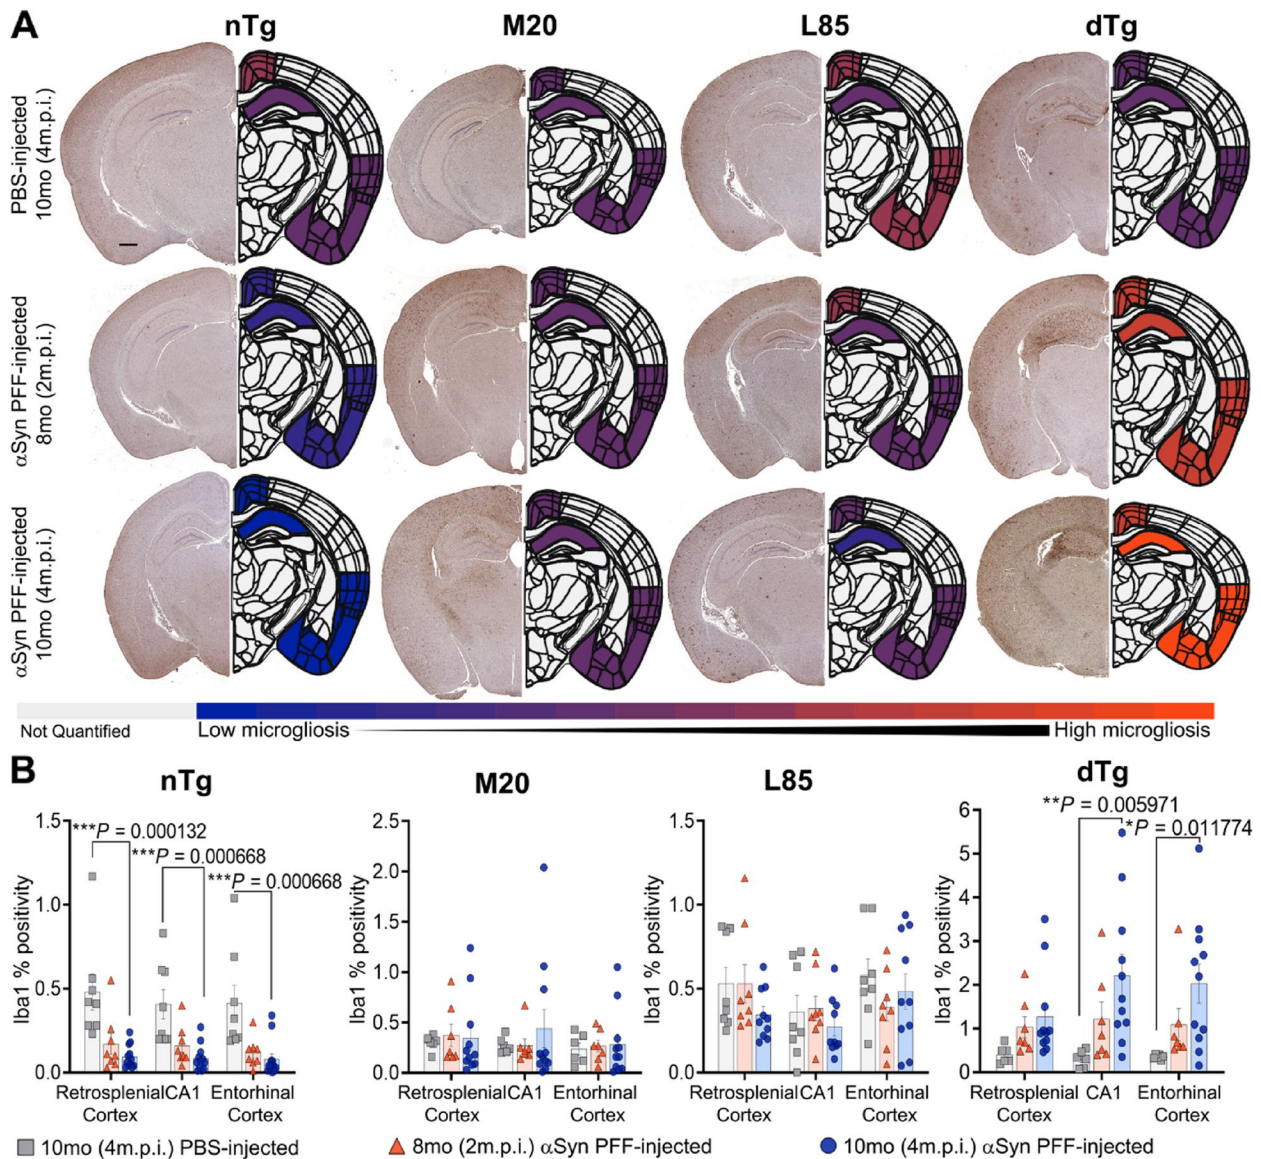 A
nTg
M20
L85
dTg
PBS-injected
10mo (4m.p.i.)
αSyn PFF-injected
8mo (2m.p.i.)
αSyn PFF-injected
10mo (4m.p.i.)
Not Quantified
Low microgliosis
High microgliosis
B
nTg
M20
L85
dTg
Iba1 % positivity
1.5
1.0
0.5
0.0
***P = 0.000132
***P = 0.000668
***P = 0.000668
Retrosplenial Cortex
CA1
Entorhinal Cortex
Iba1 % positivity
2.5
2.0
1.5
1.0
0.5
0.0
Retrosplenial Cortex
CA1
Entorhinal Cortex
Iba1 % positivity
1.5
1.0
0.5
0.0
Retrosplenial Cortex
CA1
Entorhinal Cortex
Iba1 % positivity
6
5
4
3
2
1
0
**P = 0.005971
*P = 0.011774
Retrosplenial Cortex
CA1
Entorhinal Cortex
10mo (4m.p.i.) PBS-injected
8mo (2m.p.i.) αSyn PFF-injected
10mo (4m.p.i.) αSyn PFF-injected